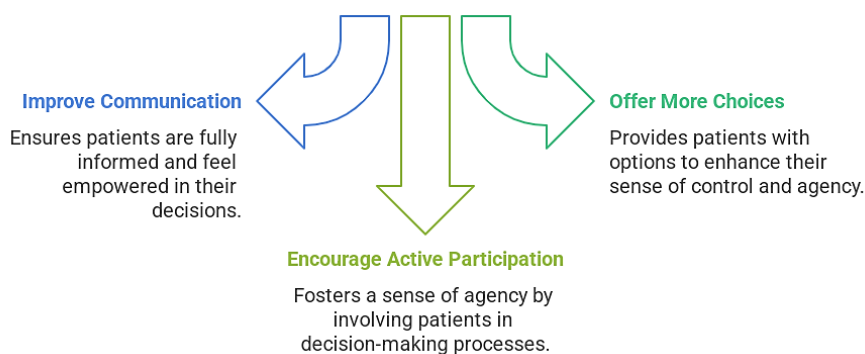 Improve Communication
Ensures patients are fully
informed and feel
empowered in their
decisions.
Encourage Active Participation
Fosters a sense of agency by
involving patients in
decision-making processes.
Offer More Choices
Provides patients with
options to enhance their
sense of control and agency.